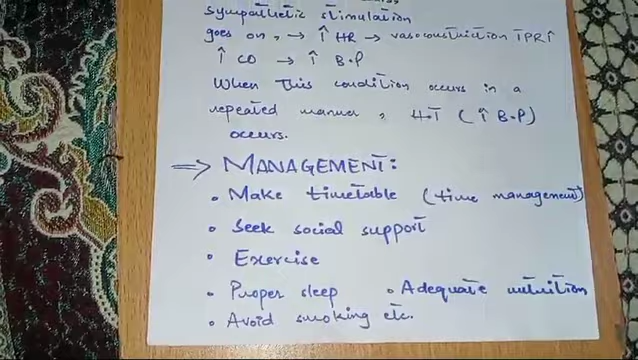 sympathetic stimulation
goes on, → ↑ HR → vasoconstriction TPR↑
↑ CO → ↑ B.P
When This condition occurs in a
repeated manner, H.T (↑ B.P)
occurs.
⇒ MANAGEMENT:
• Make timetable (time management)
• Seek social support
• Exercise
• Proper sleep • Adequate nutrition
• Avoid smoking etc.